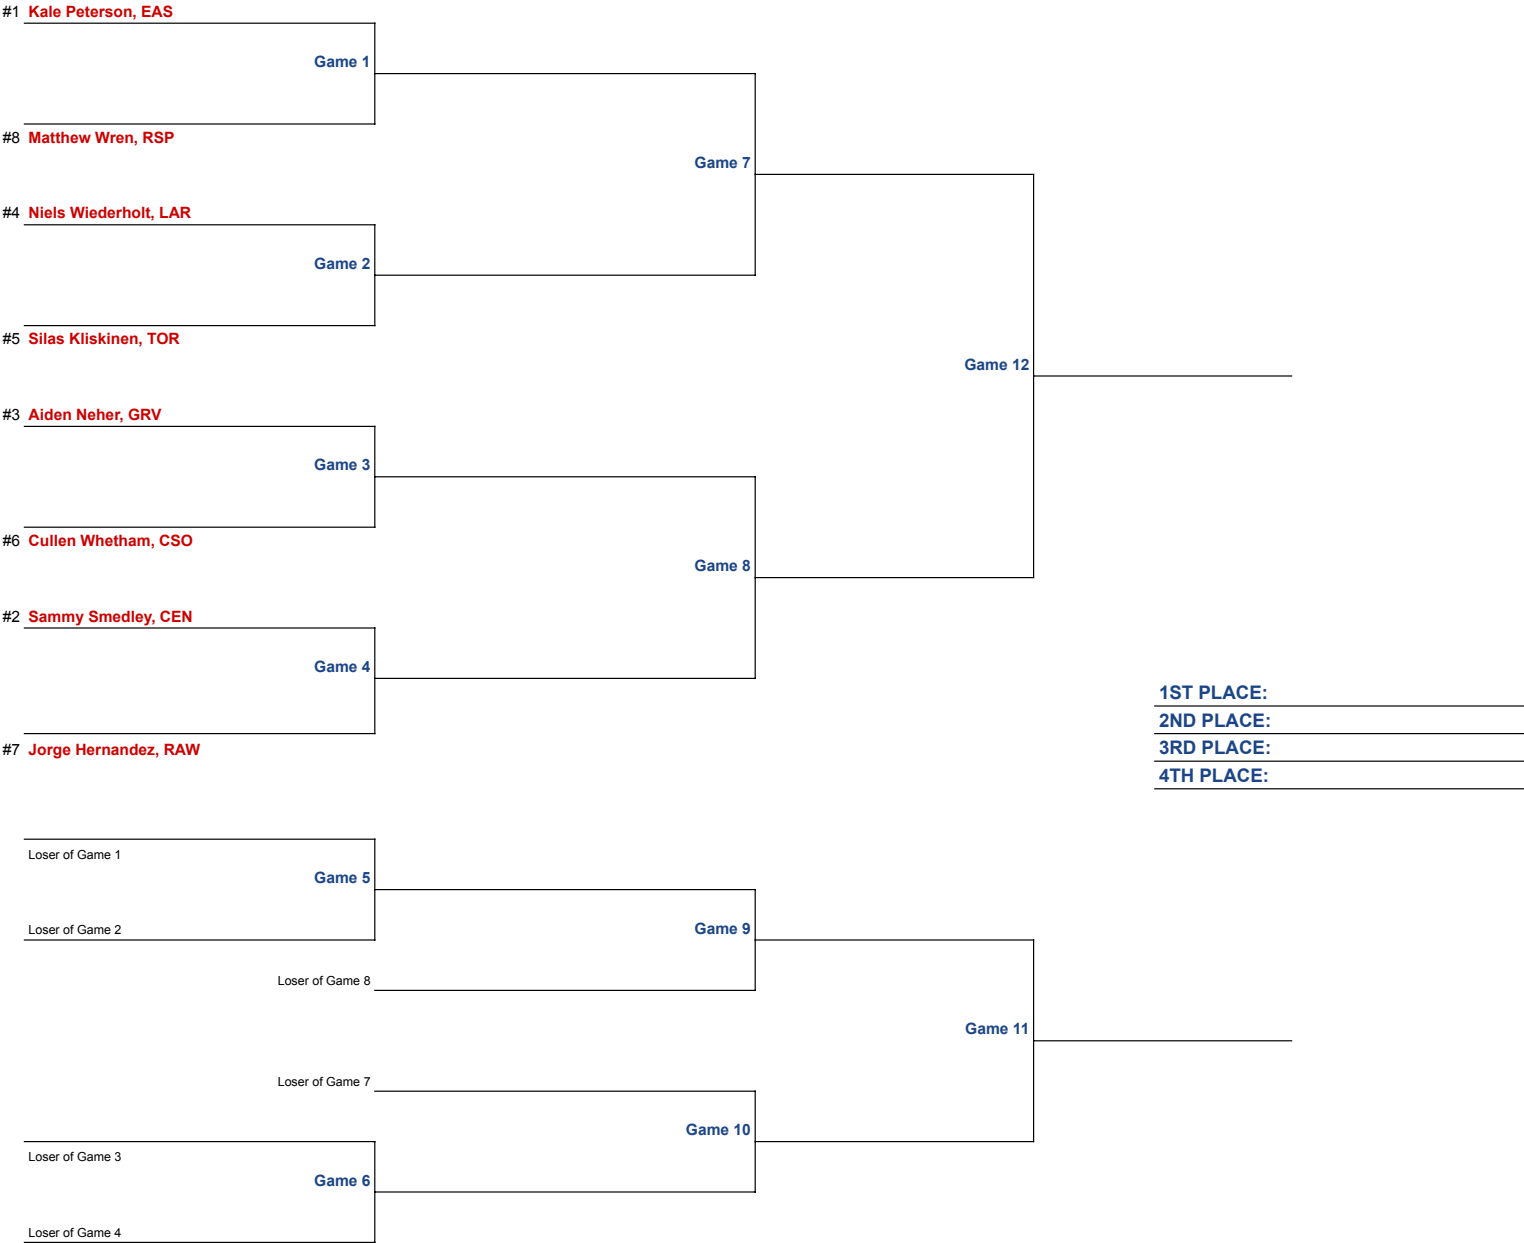 #1 Kale Peterson, EAS
Game 1
#8 Matthew Wren, RSP
Game 7
#4 Niels Wiederholt, LAR
Game 2
#5 Silas Kliskinen, TOR
Game 12
#3 Aiden Neher, GRV
Game 3
#6 Cullen Whetham, CSO
Game 8
#2 Sammy Smedley, CEN
Game 4
#7 Jorge Hernandez, RAW
1ST PLACE:
2ND PLACE:
3RD PLACE:
4TH PLACE:
Loser of Game 1
Game 5
Loser of Game 2
Game 9
Loser of Game 8
Game 11
Loser of Game 7
Game 10
Loser of Game 3
Game 6
Loser of Game 4